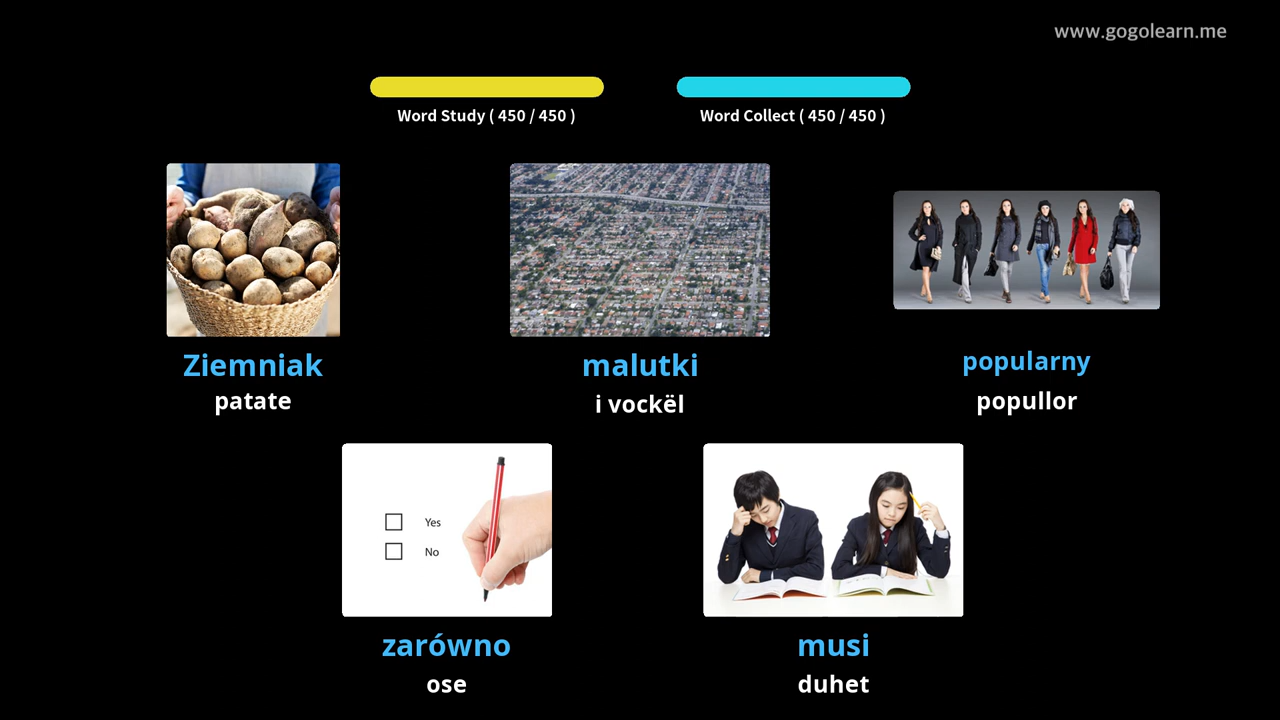 www.gogolearn.me
Word Study ( 450 / 450 )
Word Collect ( 450 / 450 )
Ziemniak
patate
malutki
i vockël
popularny
popullor
Yes
No
zarówno
ose
musi
duhet